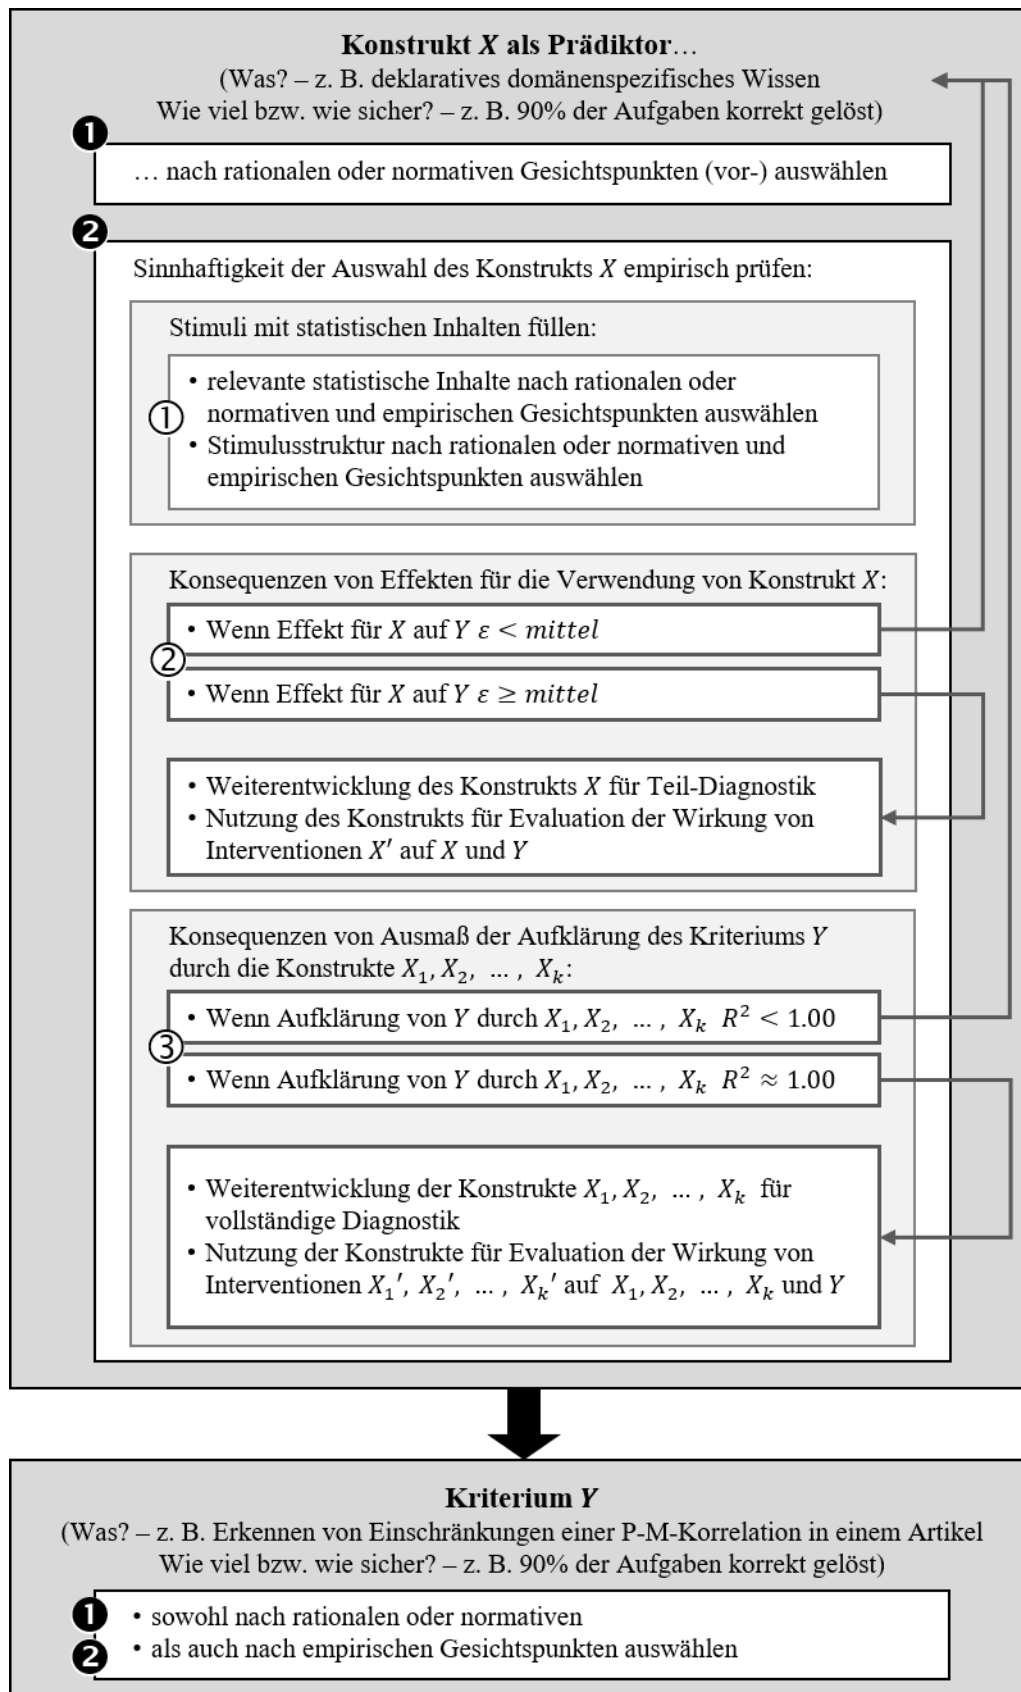 Konstrukt X als Prädiktor…
(Was? – z. B. deklaratives domänenspezifisches Wissen
Wie viel bzw. wie sicher? – z. B. 90% der Aufgaben korrekt gelöst)
❶
… nach rationalen oder normativen Gesichtspunkten (vor-) auswählen
❷
Sinnhaftigkeit der Auswahl des Konstrukts X empirisch prüfen:
Stimuli mit statistischen Inhalten füllen:
①
• relevante statistische Inhalte nach rationalen oder
normativen und empirischen Gesichtspunkten auswählen
• Stimulusstruktur nach rationalen oder normativen und
empirischen Gesichtspunkten auswählen
Konsequenzen von Effekten für die Verwendung von Konstrukt X:
• Wenn Effekt für X auf Y ε < mittel
②
• Wenn Effekt für X auf Y ε ≥ mittel
• Weiterentwicklung des Konstrukts X für Teil-Diagnostik
• Nutzung des Konstrukts für Evaluation der Wirkung von
Interventionen X′ auf X und Y
Konsequenzen von Ausmaß der Aufklärung des Kriteriums Y
durch die Konstrukte X₁, X₂, … , Xₖ:
• Wenn Aufklärung von Y durch X₁, X₂, … , Xₖ R² < 1.00
③
• Wenn Aufklärung von Y durch X₁, X₂, … , Xₖ R² ≈ 1.00
• Weiterentwicklung der Konstrukte X₁, X₂, … , Xₖ für
vollständige Diagnostik
• Nutzung der Konstrukte für Evaluation der Wirkung von
Interventionen X₁′, X₂′, … , Xₖ′ auf X₁, X₂, … , Xₖ und Y
Kriterium Y
(Was? – z. B. Erkennen von Einschränkungen einer P-M-Korrelation in einem Artikel
Wie viel bzw. wie sicher? – z. B. 90% der Aufgaben korrekt gelöst)
❶ • sowohl nach rationalen oder normativen
❷ • als auch nach empirischen Gesichtspunkten auswählen